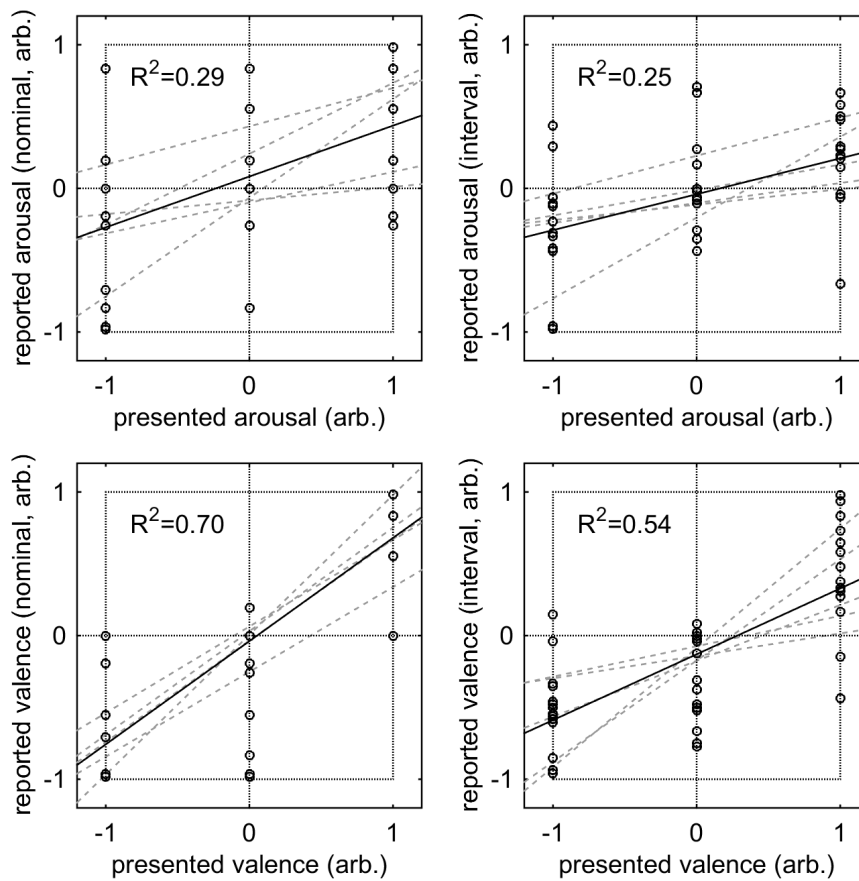 R²=0.29
1
0
-1
reported arousal (nominal, arb.)
-1 0 1
presented arousal (arb.)
R²=0.25
1
0
-1
reported arousal (interval, arb.)
-1 0 1
presented arousal (arb.)
R²=0.70
1
0
-1
reported valence (nominal, arb.)
-1 0 1
presented valence (arb.)
R²=0.54
1
0
-1
reported valence (interval, arb.)
-1 0 1
presented valence (arb.)